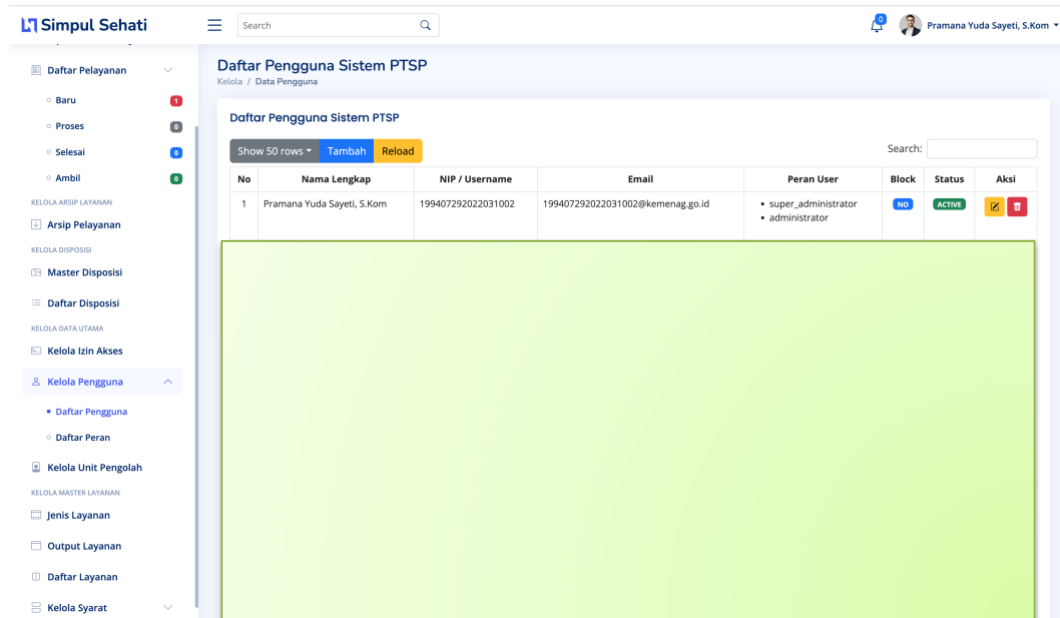 Simpul Sehati
Search
0
Pramana Yuda Sayeti, S.Kom
Daftar Pelayanan
Baru 1
Proses 0
Selesai 0
Ambil 0
KELOLA ARSIP LAYANAN
Arsip Pelayanan
KELOLA DISPOSISI
Master Disposisi
Daftar Disposisi
KELOLA DATA UTAMA
Kelola Izin Akses
Kelola Pengguna
Daftar Pengguna
Daftar Peran
Kelola Unit Pengolah
KELOLA MASTER LAYANAN
Jenis Layanan
Output Layanan
Daftar Layanan
Kelola Syarat
Daftar Pengguna Sistem PTSP
Kelola / Data Pengguna
Daftar Pengguna Sistem PTSP
Show 50 rows Tambah Reload Search:
No Nama Lengkap NIP / Username Email Peran User Block Status Aksi
1 Pramana Yuda Sayeti, S.Kom 199407292022031002 199407292022031002@kemenag.go.id • super_administrator NO ACTIVE
• administrator